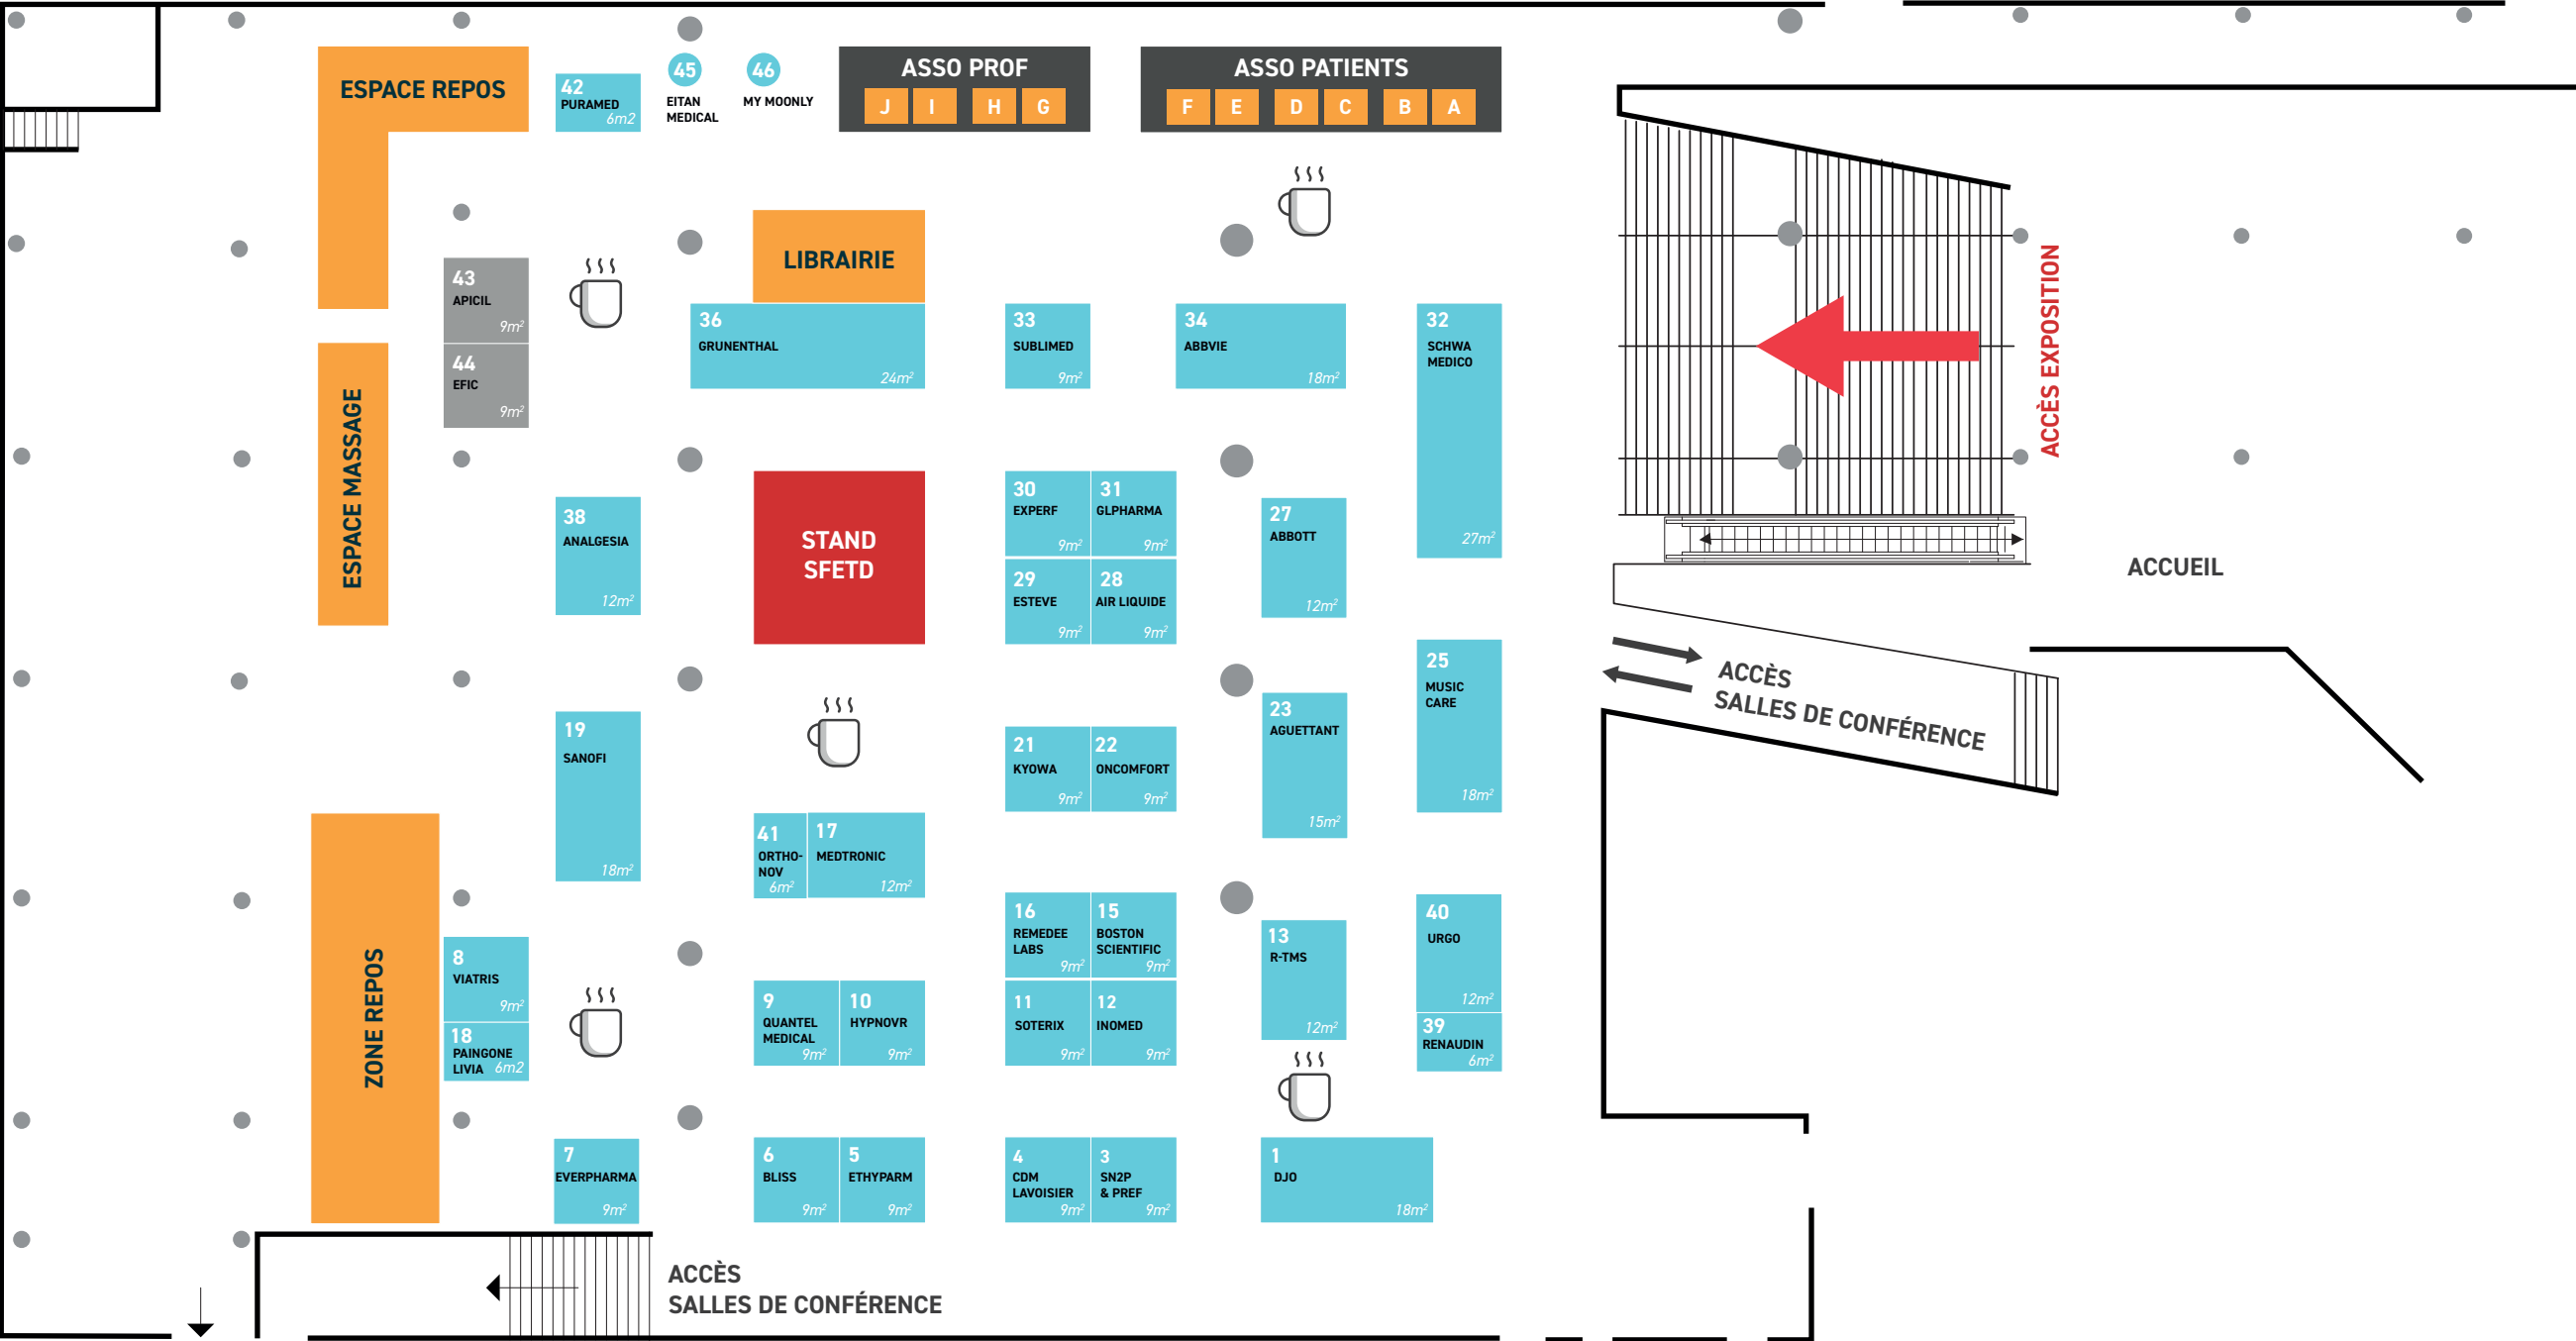 ESPACE REPOS
42
PURAMED
6m2
45
EITAN
MEDICAL
46
MY MOONLY
ASSO PROF
J I H G
ASSO PATIENTS
F E D C B A
43
APICIL
9m²
44
EFIC
9m²
LIBRAIRIE
36
GRUNENTHAL
24m²
33
SUBLIMED
9m²
34
ABBVIE
18m²
32
SCHWA
MEDICO
27m²
ACCÈS EXPOSITION
ESPACE MASSAGE
38
ANALGESIA
12m²
STAND
SFETD
30
EXPERF
9m²
31
GLPHARMA
9m²
29
ESTEVE
9m²
28
AIR LIQUIDE
9m²
27
ABBOTT
12m²
ACCUEIL
25
MUSIC
CARE
18m²
ACCÈS
SALLES DE CONFÉRENCE
19
SANOFI
18m²
21
KYOWA
9m²
22
ONCOMFORT
9m²
23
AGUETTANT
15m²
41
ORTHO-
NOV
6m²
17
MEDTRONIC
12m²
ZONE REPOS
8
VIATRIS
9m²
18
PAINGONE
LIVIA 6m2
16
REMEDEE
LABS
9m²
15
BOSTON
SCIENTIFIC
9m²
13
R-TMS
12m²
40
URGO
12m²
39
RENAUDIN
6m²
9
QUANTEL
MEDICAL
9m²
10
HYPNOVR
9m²
11
SOTERIX
9m²
12
INOMED
9m²
7
EVERPHARMA
9m²
6
BLISS
9m²
5
ETHYPARM
9m²
4
CDM
LAVOISIER
9m²
3
SN2P
& PREF
9m²
1
DJO
18m²
ACCÈS
SALLES DE CONFÉRENCE